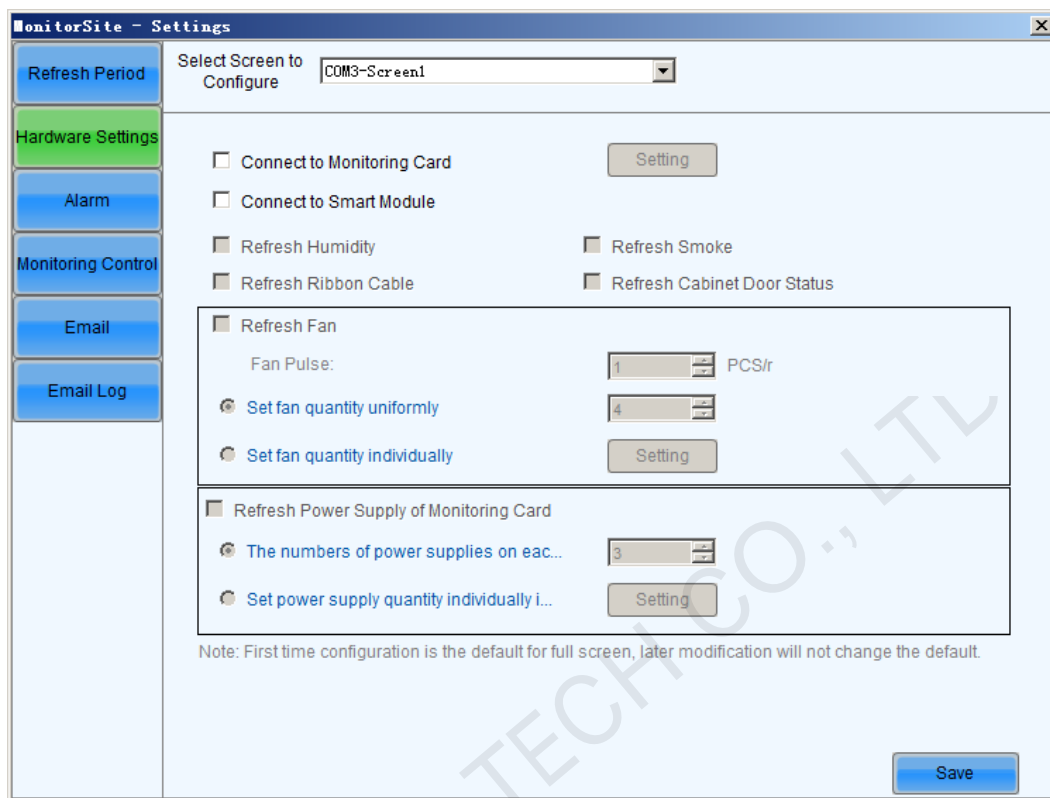 MonitorSite - Settings
Refresh Period
Hardware Settings
Alarm
Monitoring Control
Email
Email Log
Select Screen to
Configure
COM3-Screen1
Connect to Monitoring Card
Setting
Connect to Smart Module
Refresh Humidity
Refresh Smoke
Refresh Ribbon Cable
Refresh Cabinet Door Status
Refresh Fan
Fan Pulse:
1
PCS/r
Set fan quantity uniformly
4
Set fan quantity individually
Setting
Refresh Power Supply of Monitoring Card
The numbers of power supplies on eac...
3
Set power supply quantity individually i...
Setting
Note: First time configuration is the default for full screen, later modification will not change the default.
Save
TECH CO., LTD